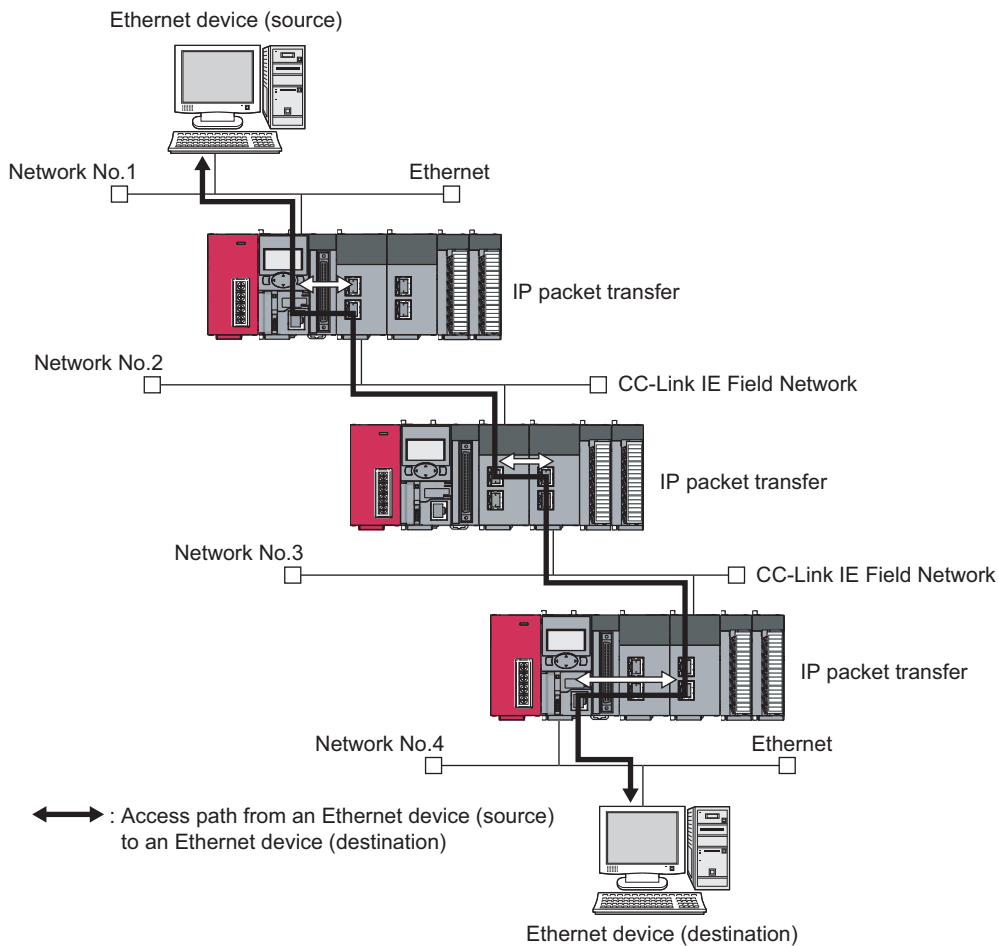 Ethernet device (source)
Network No.1
Ethernet
IP packet transfer
Network No.2
CC-Link IE Field Network
IP packet transfer
Network No.3
CC-Link IE Field Network
IP packet transfer
Network No.4
Ethernet
: Access path from an Ethernet device (source)
to an Ethernet device (destination)
Ethernet device (destination)